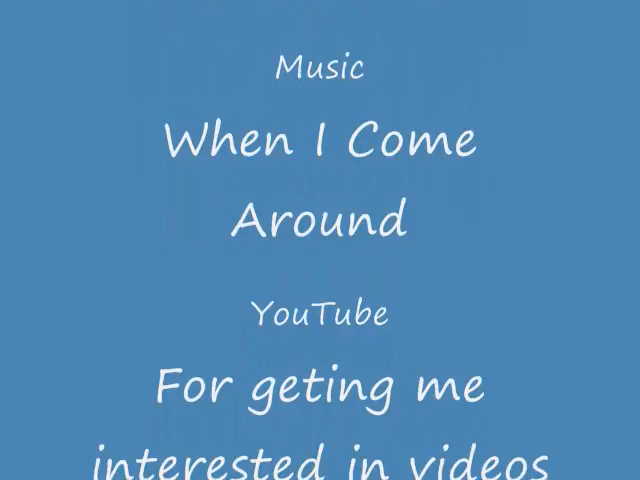 Music
When I Come
Around
YouTube
For geting me
interested in videos